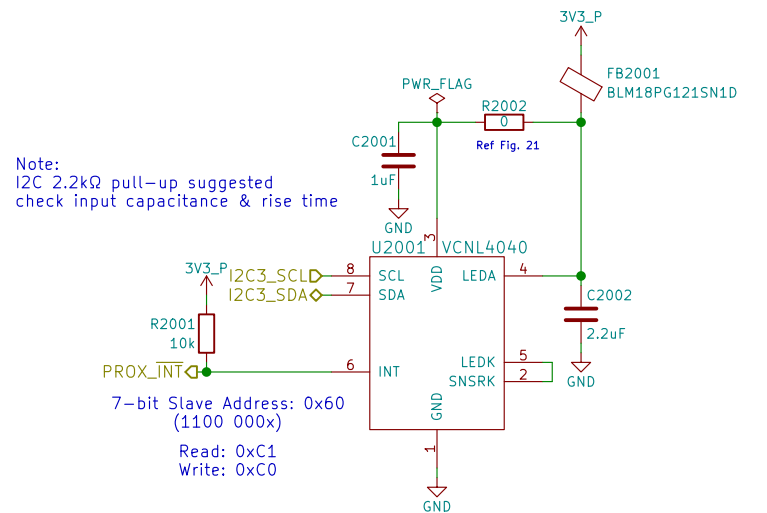 3V3_P
FB2001
BLM18PG121SN1D
PWR_FLAG
R2002
0
Ref Fig. 21
C2001
1uF
GND
Note:
I2C 2.2kΩ pull-up suggested
check input capacitance & rise time
U2001 VCNL4040
3
VDD
I2C3_SCL 8 SCL
I2C3_SDA 7 SDA
LEDA 4
C2002
2.2uF
GND
3V3_P
R2001
10k
PROX_INT 6 INT
LEDK 5
SNSRK 2
GND
1
GND
7-bit Slave Address: 0x60
(1100 000x)
Read: 0xC1
Write: 0xC0